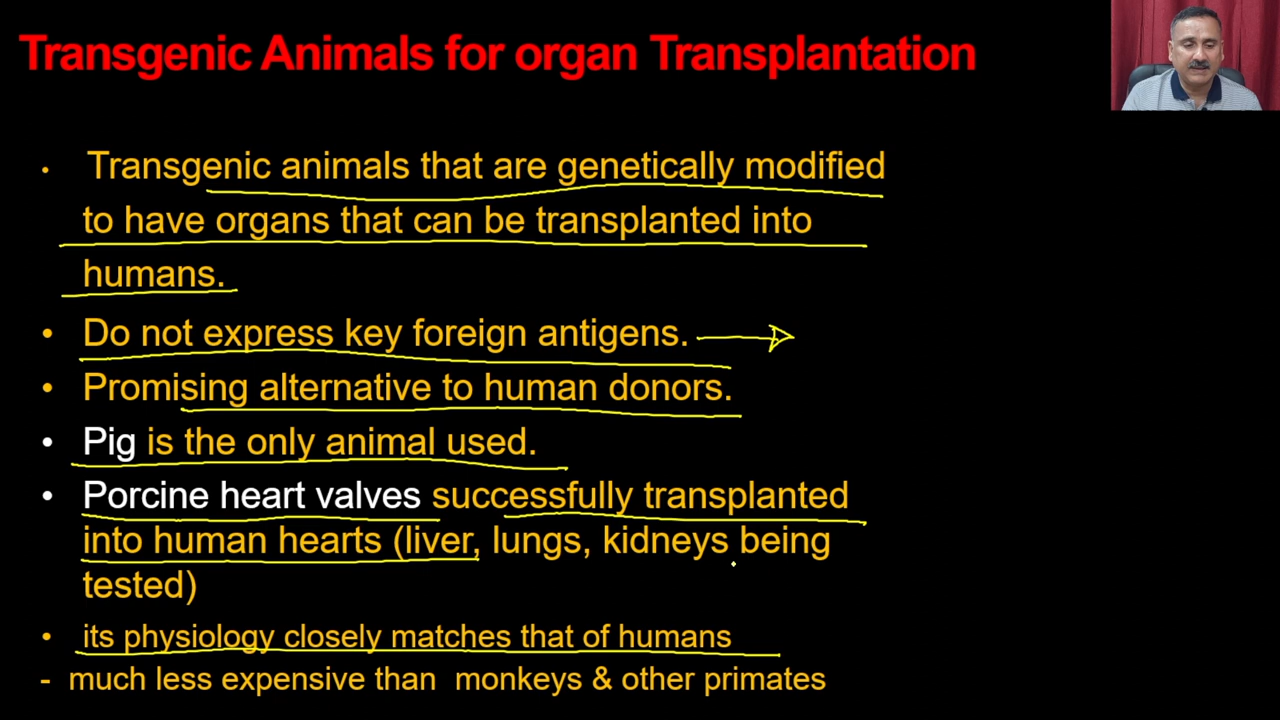 Transgenic Animals for organ Transplantation
• Transgenic animals that are genetically modified
to have organs that can be transplanted into
humans.
• Do not express key foreign antigens.
• Promising alternative to human donors.
• Pig is the only animal used.
• Porcine heart valves successfully transplanted
into human hearts (liver, lungs, kidneys being
tested)
• its physiology closely matches that of humans
- much less expensive than monkeys & other primates